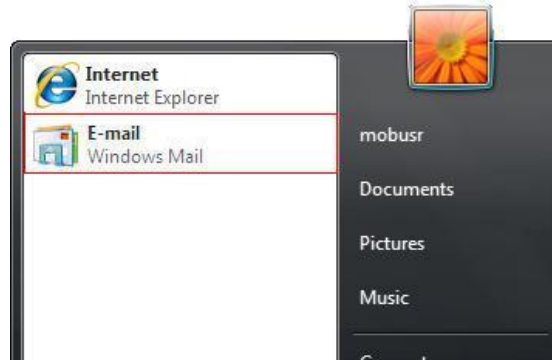 Internet
Internet Explorer
E-mail
Windows Mail
mobusr
Documents
Pictures
Music